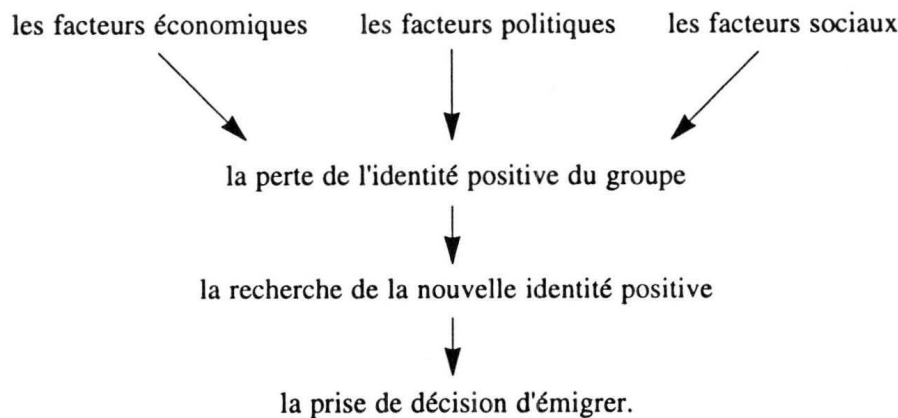 les facteurs économiques les facteurs politiques les facteurs sociaux
la perte de l'identité positive du groupe
la recherche de la nouvelle identité positive
la prise de décision d'émigrer.